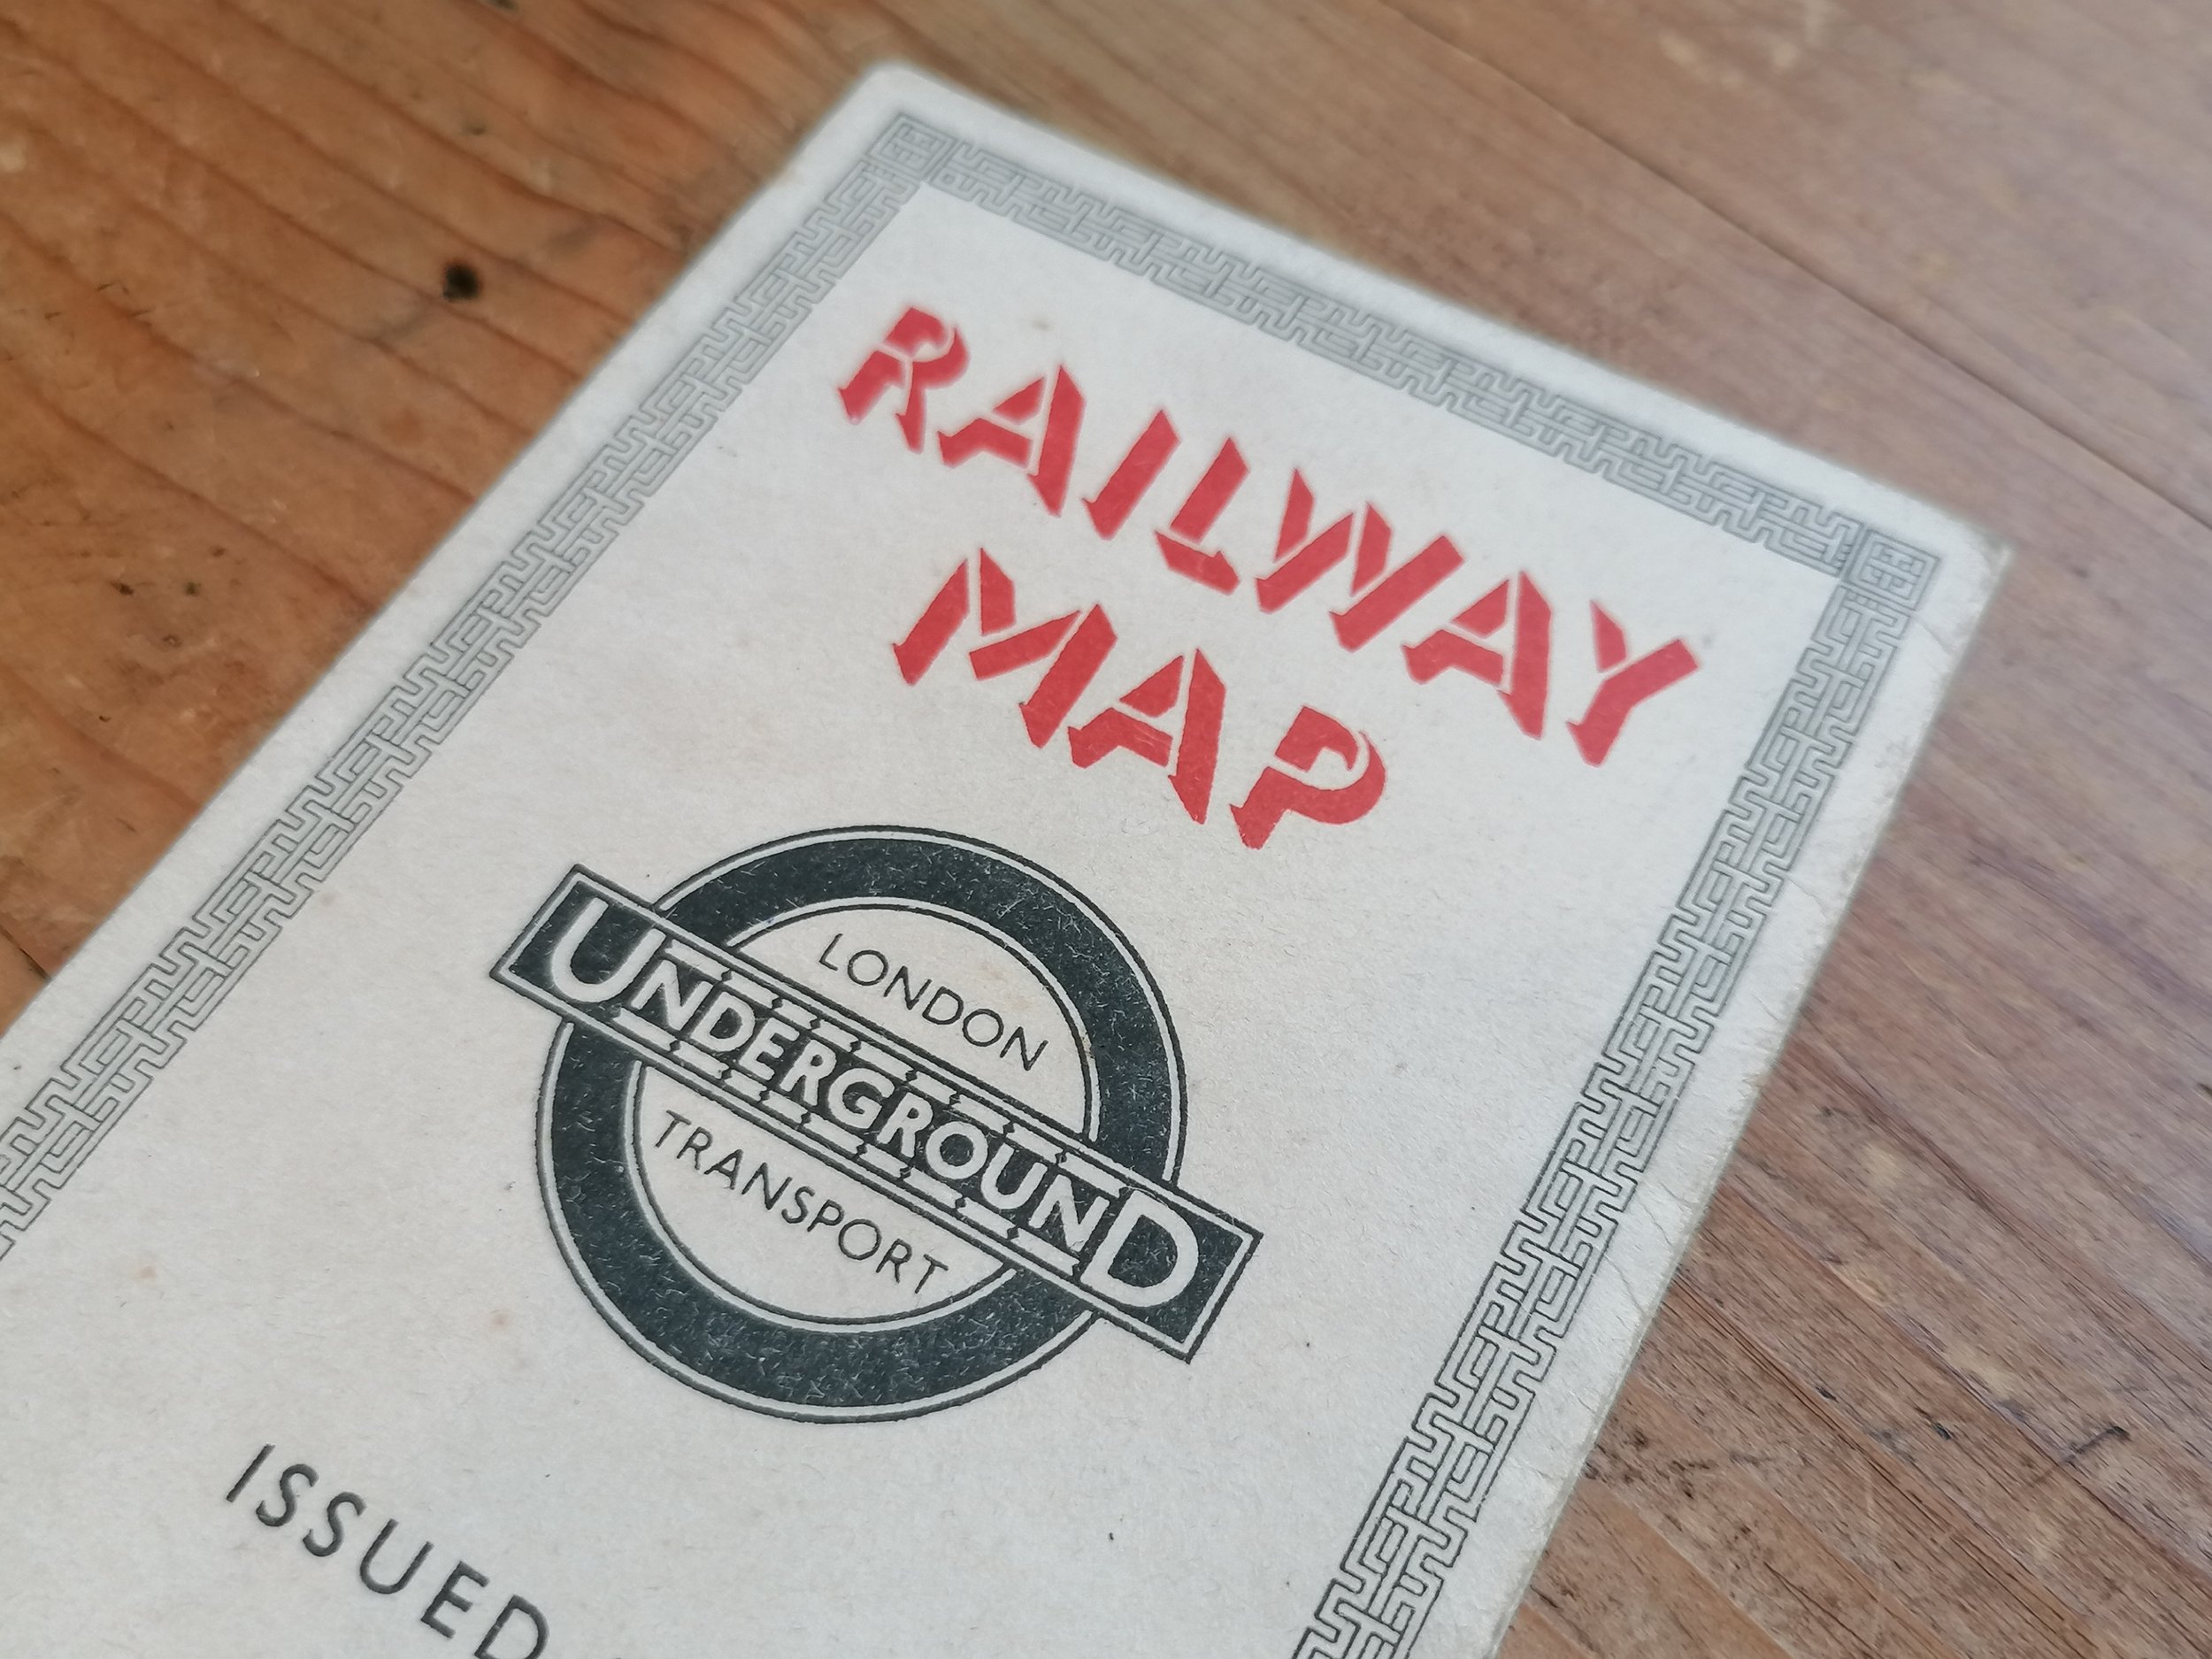 RAILWAY
MAP
LONDON
UNDERGROUND
TRANSPORT
ISSUED